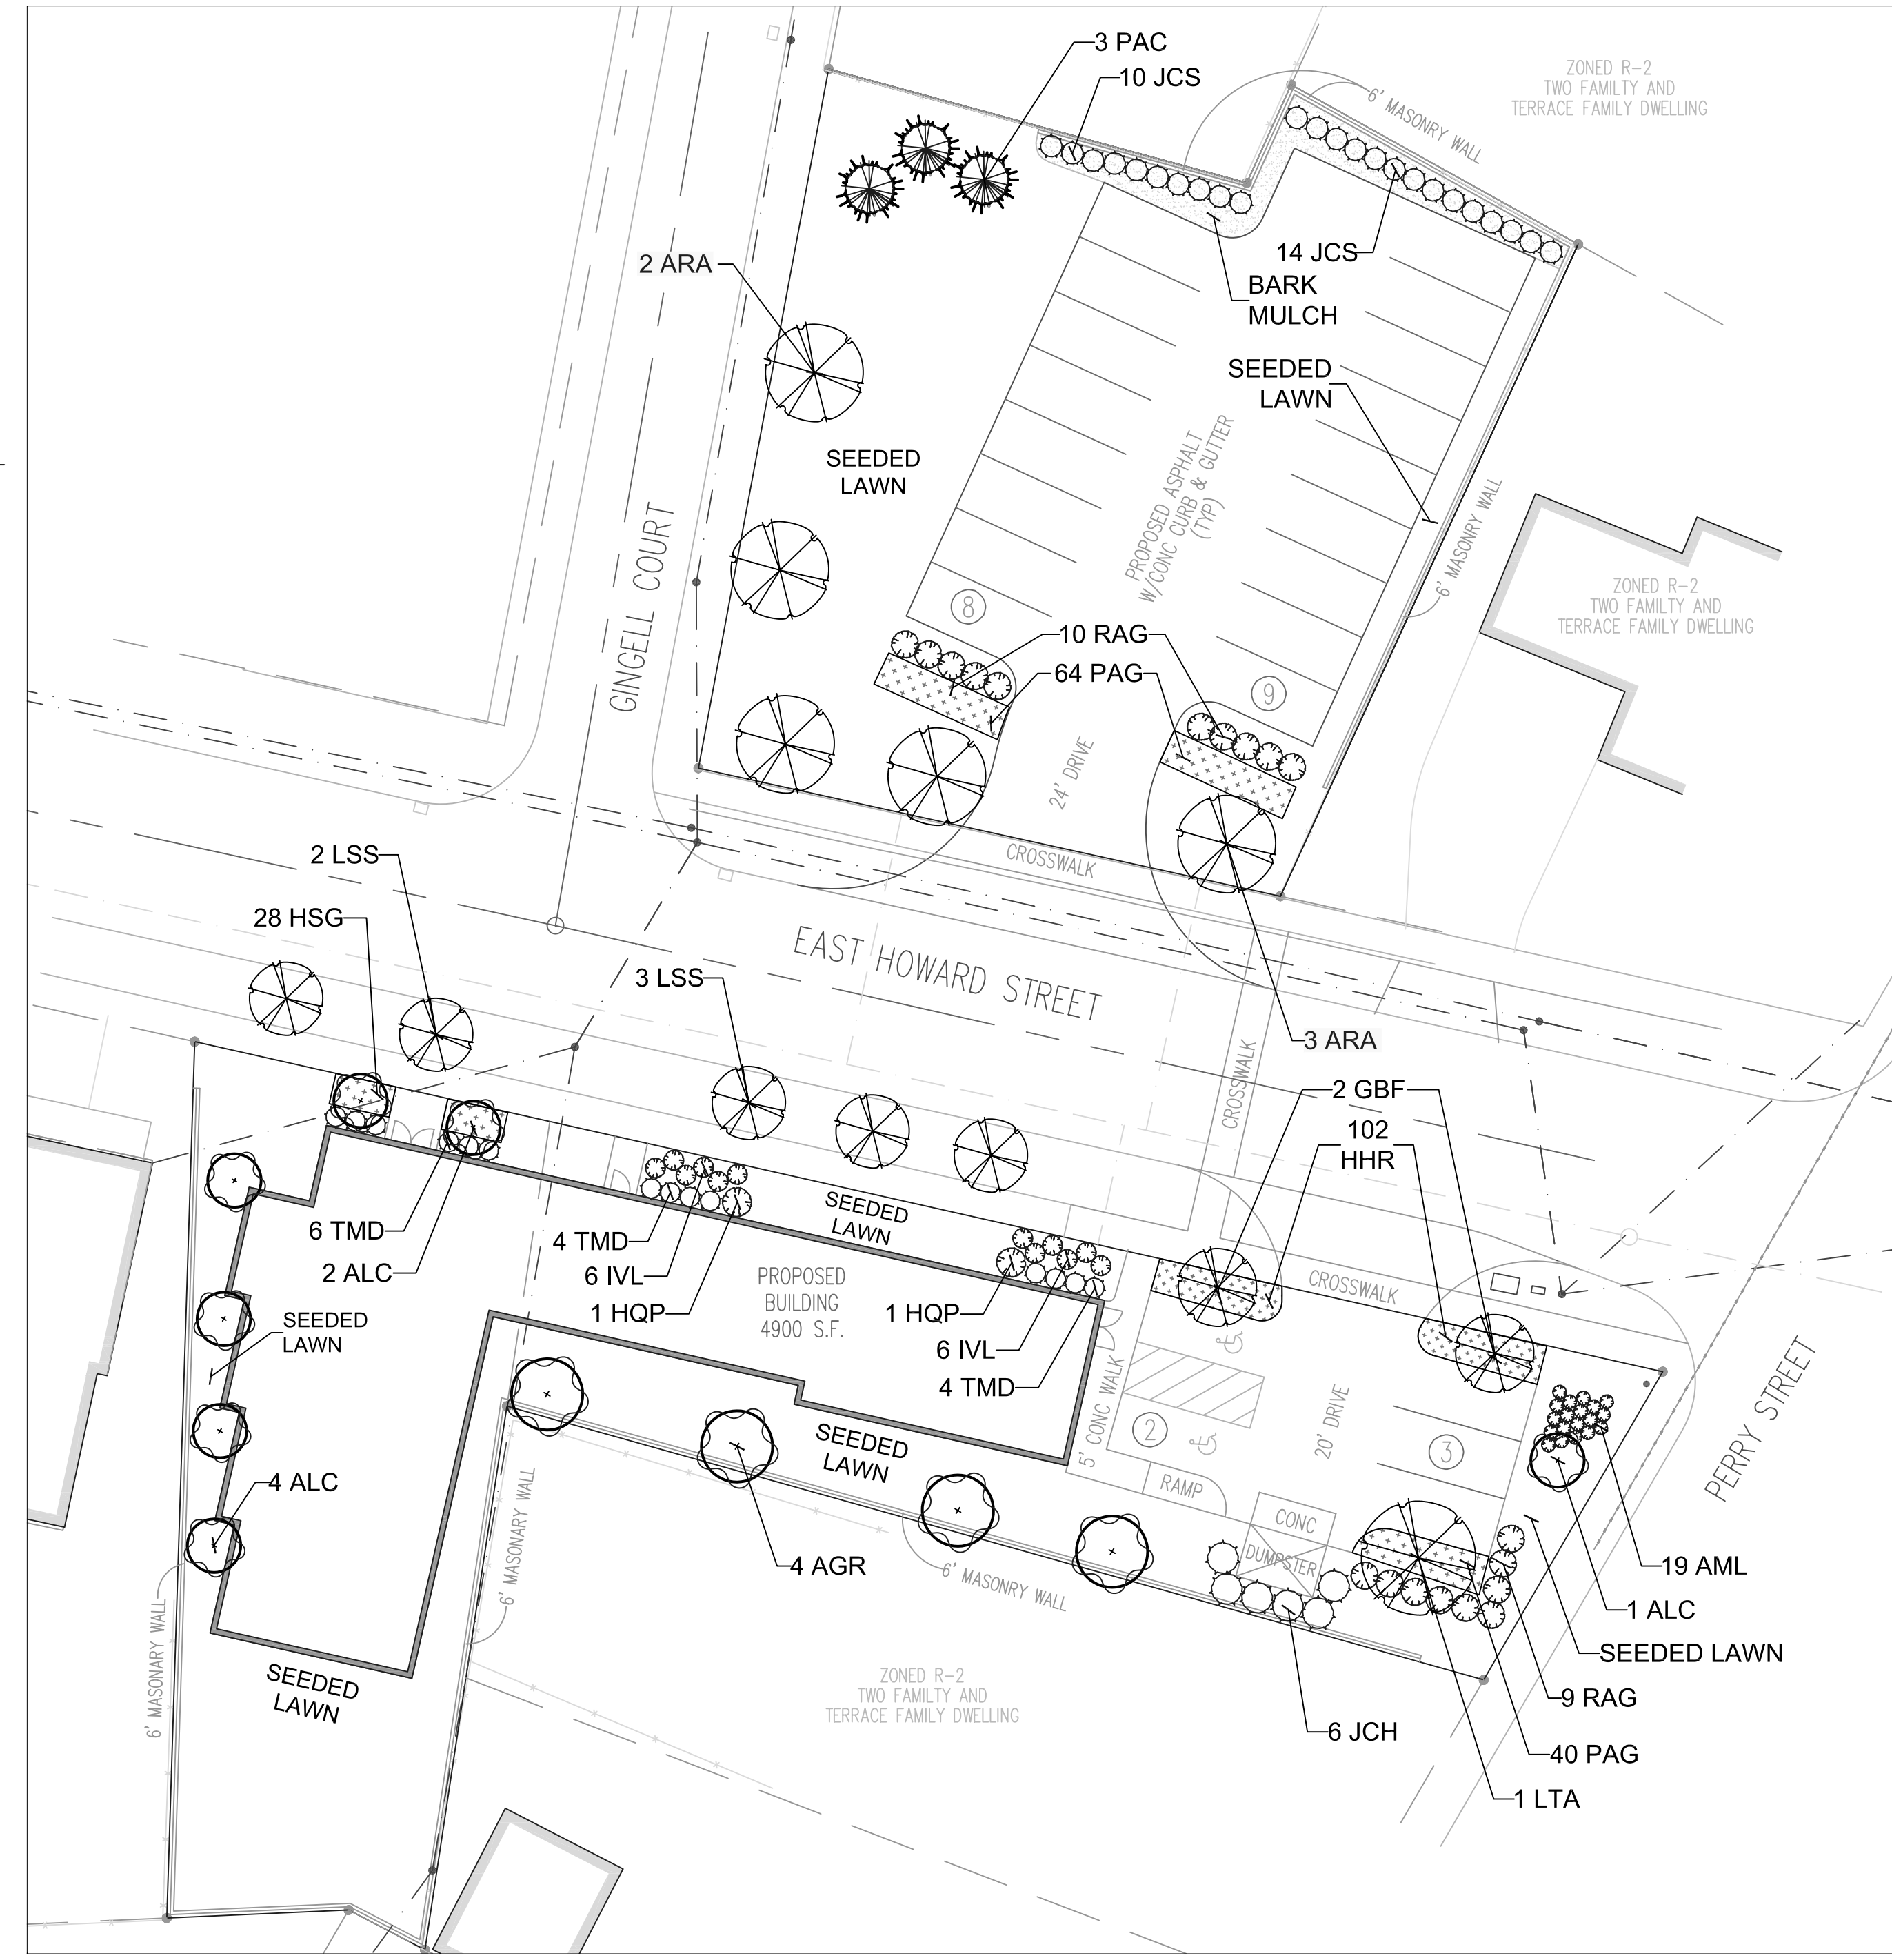 3 PAC
10 JCS
ZONED R-2
TWO FAMILTY AND
TERRACE FAMILY DWELLING
6' MASONRY WALL
2 ARA
14 JCS
BARK
MULCH
SEEDED
LAWN
SEEDED
LAWN
PROPOSED ASPHALT
W/CONC CURB & GUTTER
(TYP)
6' MASONRY WALL
GINGELL COURT
ZONED R-2
TWO FAMILTY AND
TERRACE FAMILY DWELLING
8
10 RAG
64 PAG
9
24' DRIVE
CROSSWALK
2 LSS
28 HSG
EAST HOWARD STREET
3 LSS
3 ARA
CROSSWALK
2 GBF
102
HHR
6 TMD
2 ALC
4 TMD
6 IVL
1 HQP
SEEDED
LAWN
PROPOSED
BUILDING
4900 S.F.
1 HQP
6 IVL
4 TMD
CROSSWALK
SEEDED
LAWN
5' CONC WALK
2
20' DRIVE
3
PERRY STREET
SEEDED
LAWN
RAMP
CONC
DUMPSTER
4 ALC
6' MASONARY WALL
6' MASONARY WALL
4 AGR
6' MASONRY WALL
19 AML
1 ALC
SEEDED LAWN
9 RAG
SEEDED
LAWN
ZONED R-2
TWO FAMILTY AND
TERRACE FAMILY DWELLING
6 JCH
40 PAG
1 LTA